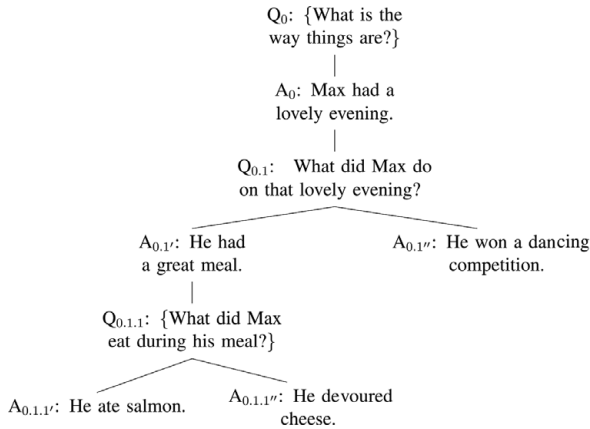 Q₀: {What is the
way things are?}
A₀: Max had a
lovely evening.
Q₀.₁: What did Max do
on that lovely evening?
A₀.₁′: He had
a great meal.
A₀.₁″: He won a dancing
competition.
Q₀.₁.₁: {What did Max
eat during his meal?}
A₀.₁.₁′: He ate salmon.
A₀.₁.₁″: He devoured
cheese.